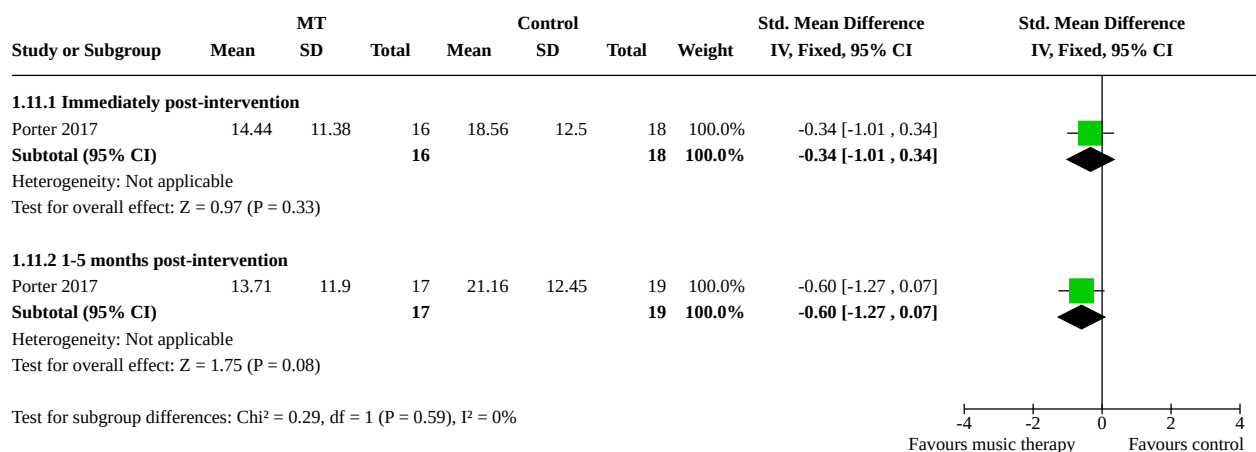 MT Control Std. Mean Difference Std. Mean Difference
Study or Subgroup Mean SD Total Mean SD Total Weight IV, Fixed, 95% CI IV, Fixed, 95% CI
1.11.1 Immediately post-intervention
Porter 2017 14.44 11.38 16 18.56 12.5 18 100.0% -0.34 [-1.01 , 0.34]
Subtotal (95% CI) 16 18 100.0% -0.34 [-1.01 , 0.34]
Heterogeneity: Not applicable
Test for overall effect: Z = 0.97 (P = 0.33)
1.11.2 1-5 months post-intervention
Porter 2017 13.71 11.9 17 21.16 12.45 19 100.0% -0.60 [-1.27 , 0.07]
Subtotal (95% CI) 17 19 100.0% -0.60 [-1.27 , 0.07]
Heterogeneity: Not applicable
Test for overall effect: Z = 1.75 (P = 0.08)
Test for subgroup differences: Chi² = 0.29, df = 1 (P = 0.59), I² = 0%
-4 -2 0 2 4
Favours music therapy Favours control